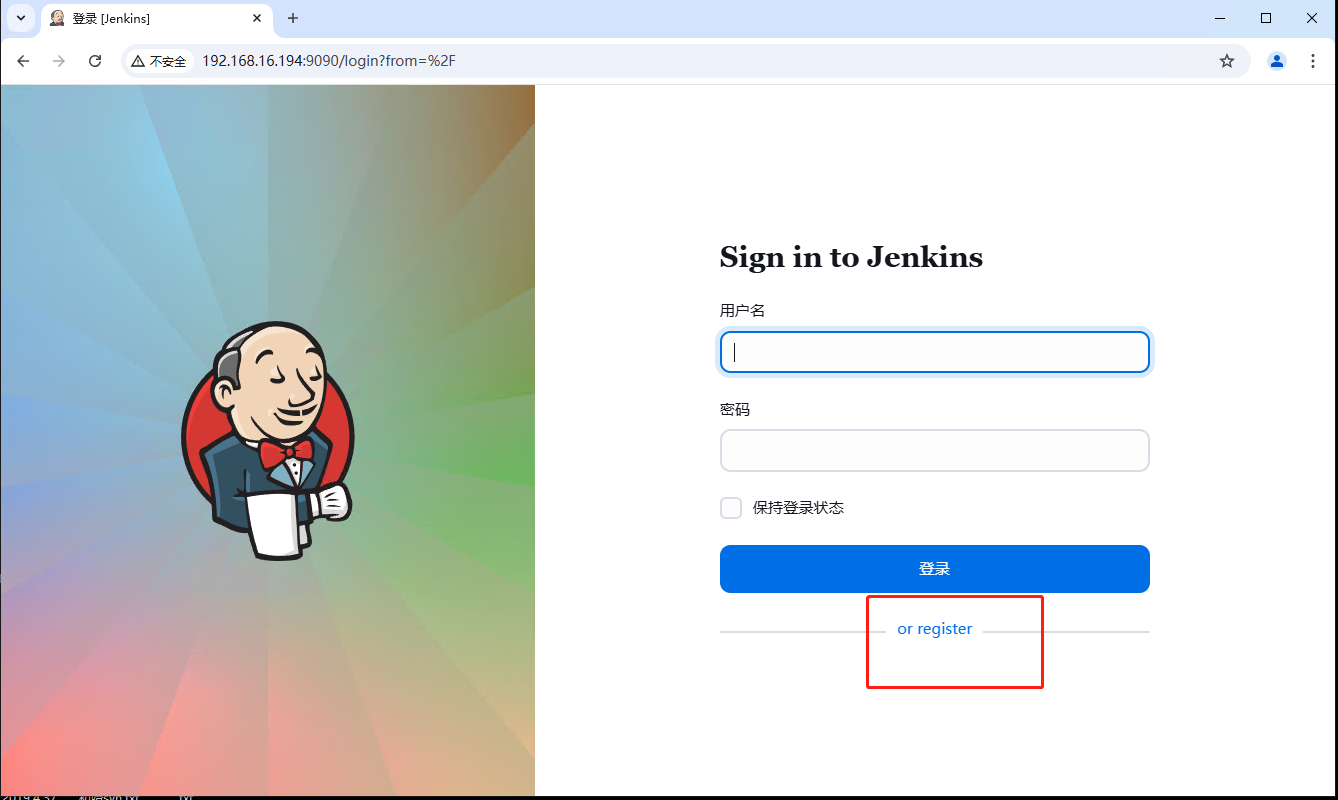 登录 [Jenkins]
不安全 192.168.16.194:9090/login?from=%2F
Sign in to Jenkins
用户名
密码
保持登录状态
登录
or register